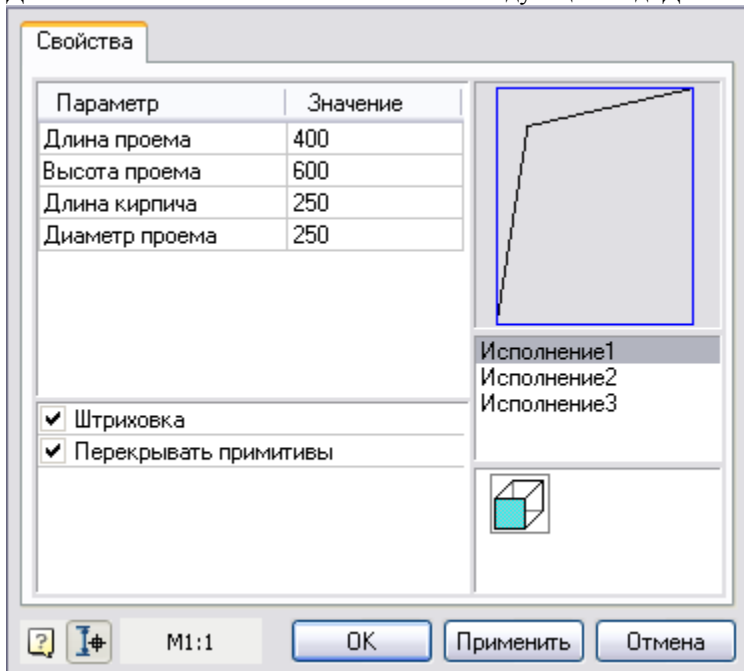 Свойства
Параметр Значение
Длина проема 400
Высота проема 600
Длина кирпича 250
Диаметр проема 250
Исполнение1
Исполнение2
Исполнение3
Штриховка
Перекрывать примитивы
М1:1 OK Применить Отмена